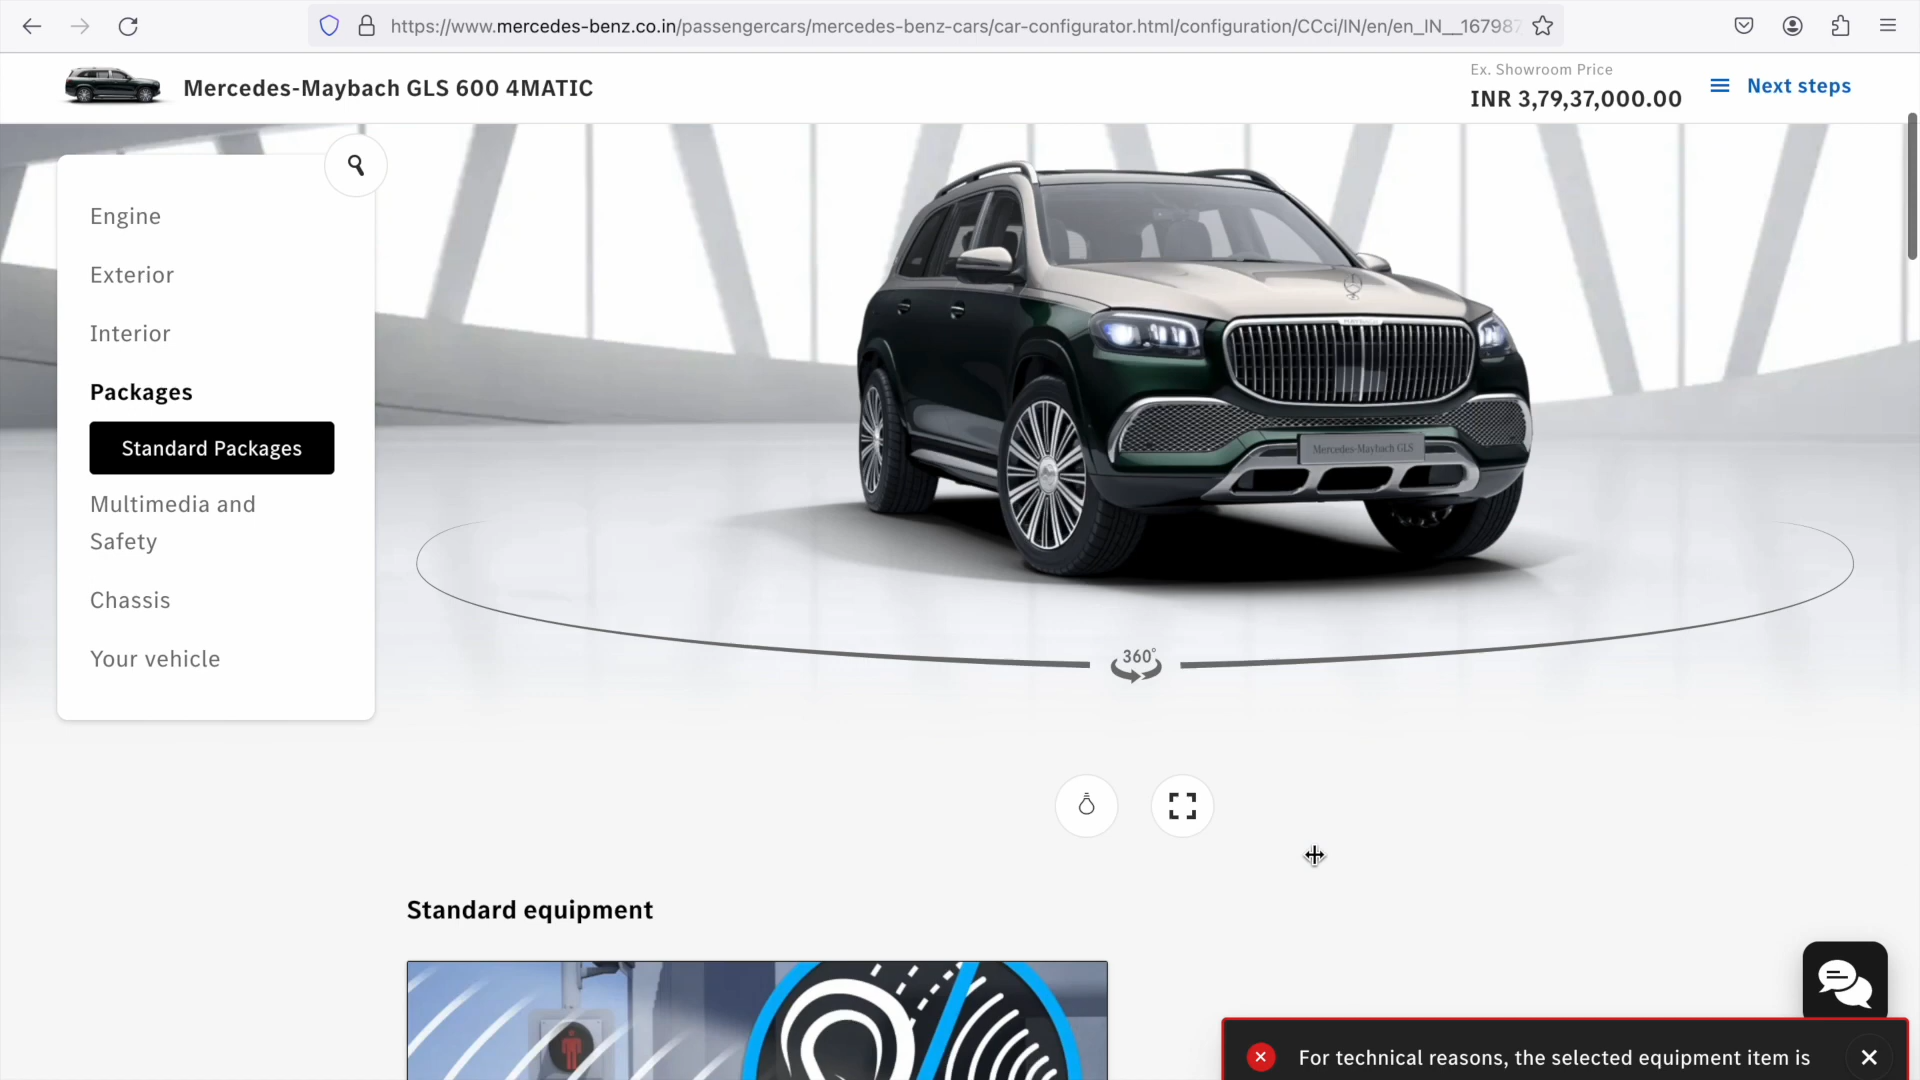 https://www.mercedes-benz.co.in/passengercars/mercedes-benz-cars/car-configurator.html/configuration/CCci/IN/en/en_IN__16798
Mercedes-Maybach GLS 600 4MATIC
Ex. Showroom Price
INR 3,79,37,000.00
Next steps
Engine
Exterior
Interior
Packages
Standard Packages
Multimedia and
Safety
Chassis
Your vehicle
Mercedes-Maybach GLS
360°
Standard equipment
For technical reasons, the selected equipment item is